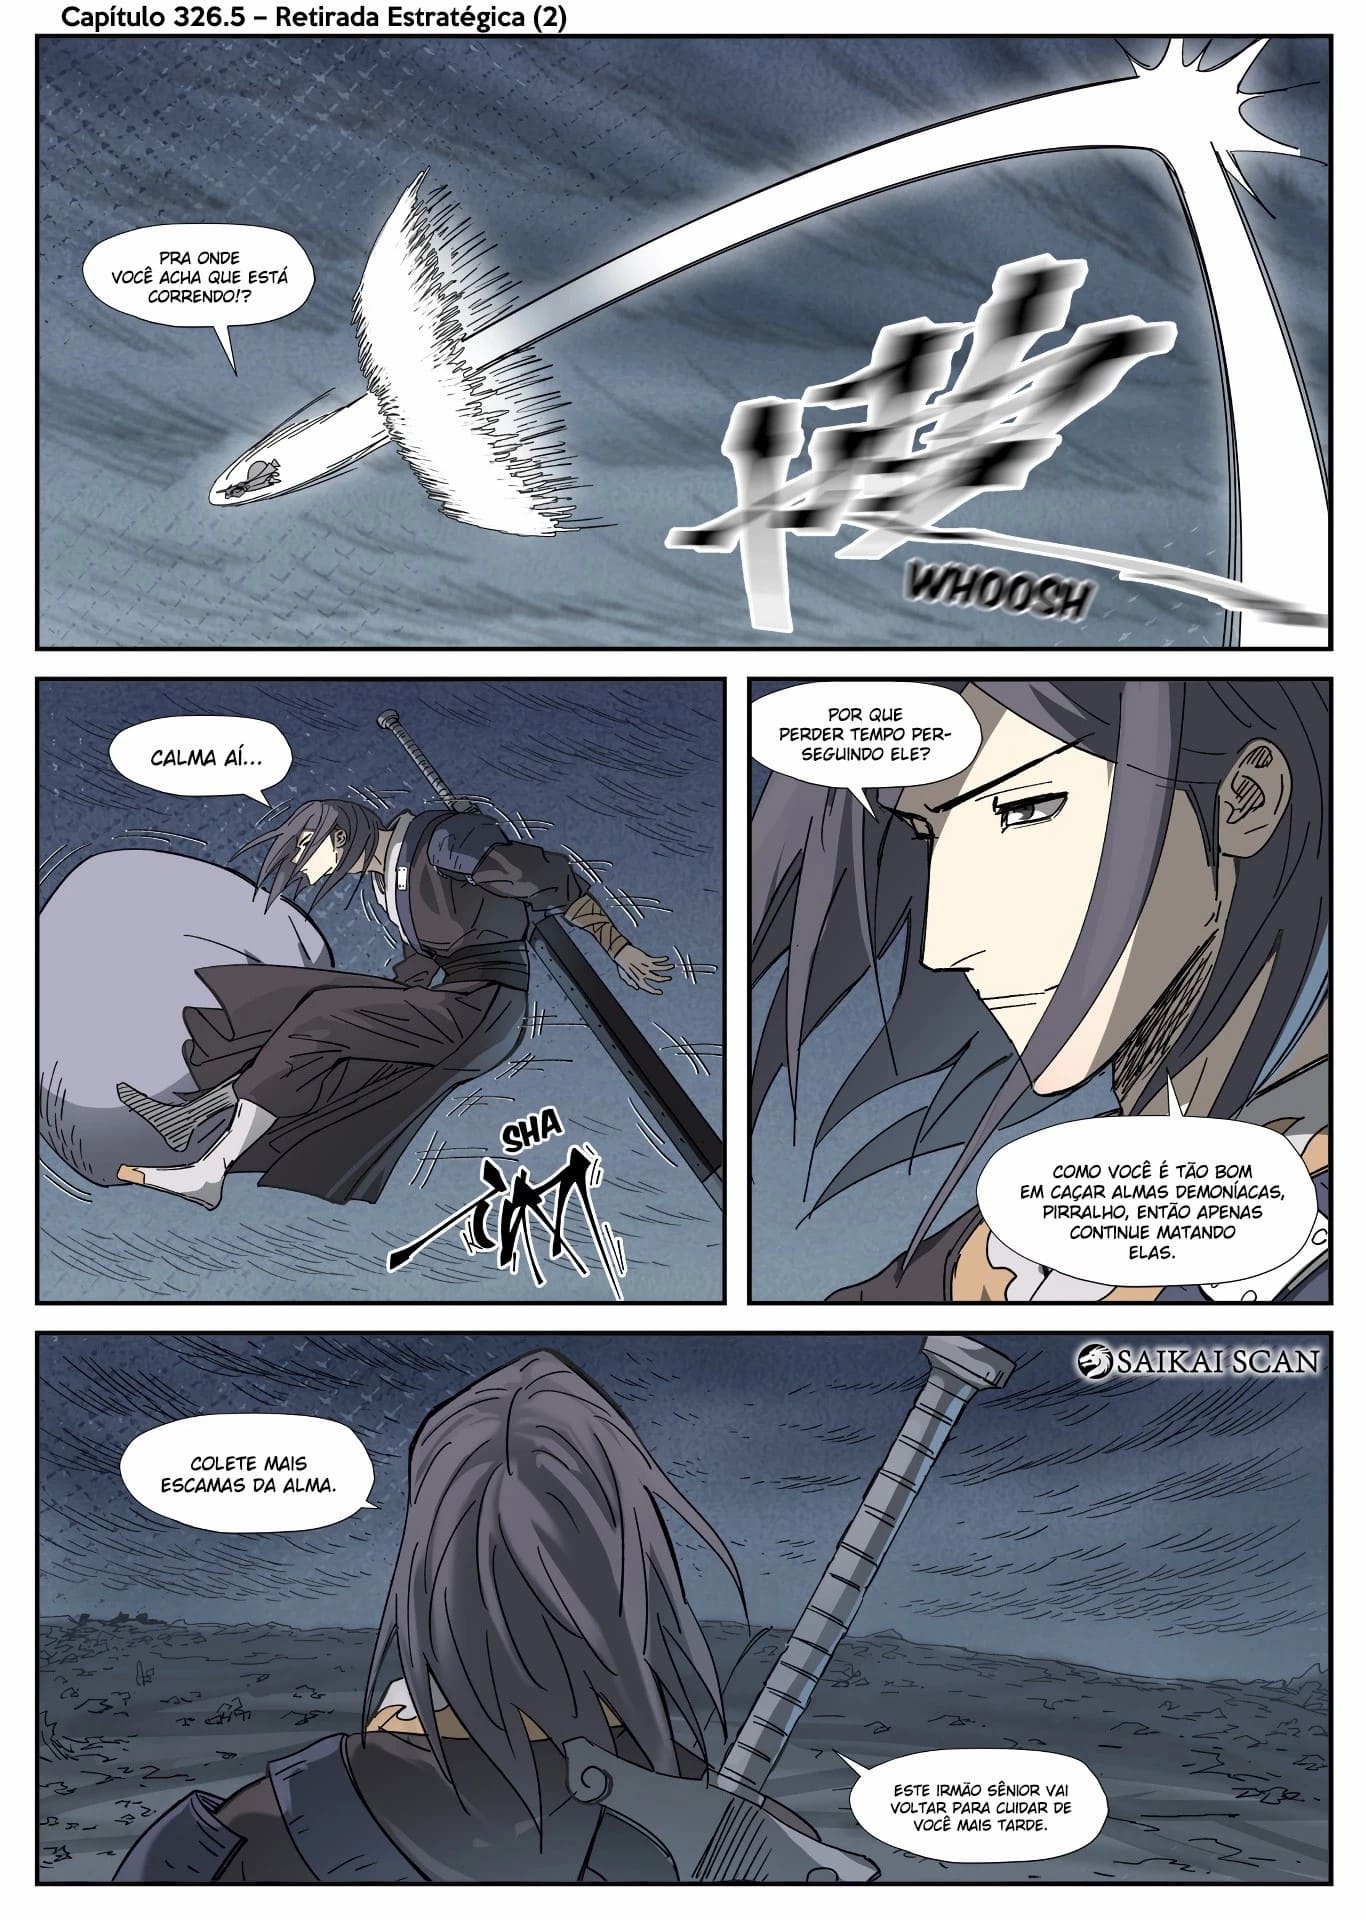 Capítulo 326.5 – Retirada Estratégica (2)
PRA ONDE
VOCÊ ACHA QUE ESTÁ
CORRENDO!?
WHOOSH
CALMA AÍ...
SHA
POR QUE
PERDER TEMPO PER-
SEGUINDO ELE?
COMO VOCÊ É TÃO BOM
EM CAÇAR ALMAS DEMONÍACAS,
PIRRALHO, ENTÃO APENAS
CONTINUE MATANDO
ELAS.
SAIKAI SCAN
COLETE MAIS
ESCAMAS DA ALMA.
ESTE IRMÃO SÊNIOR VAI
VOLTAR PARA CUIDAR DE
VOCÊ MAIS TARDE.